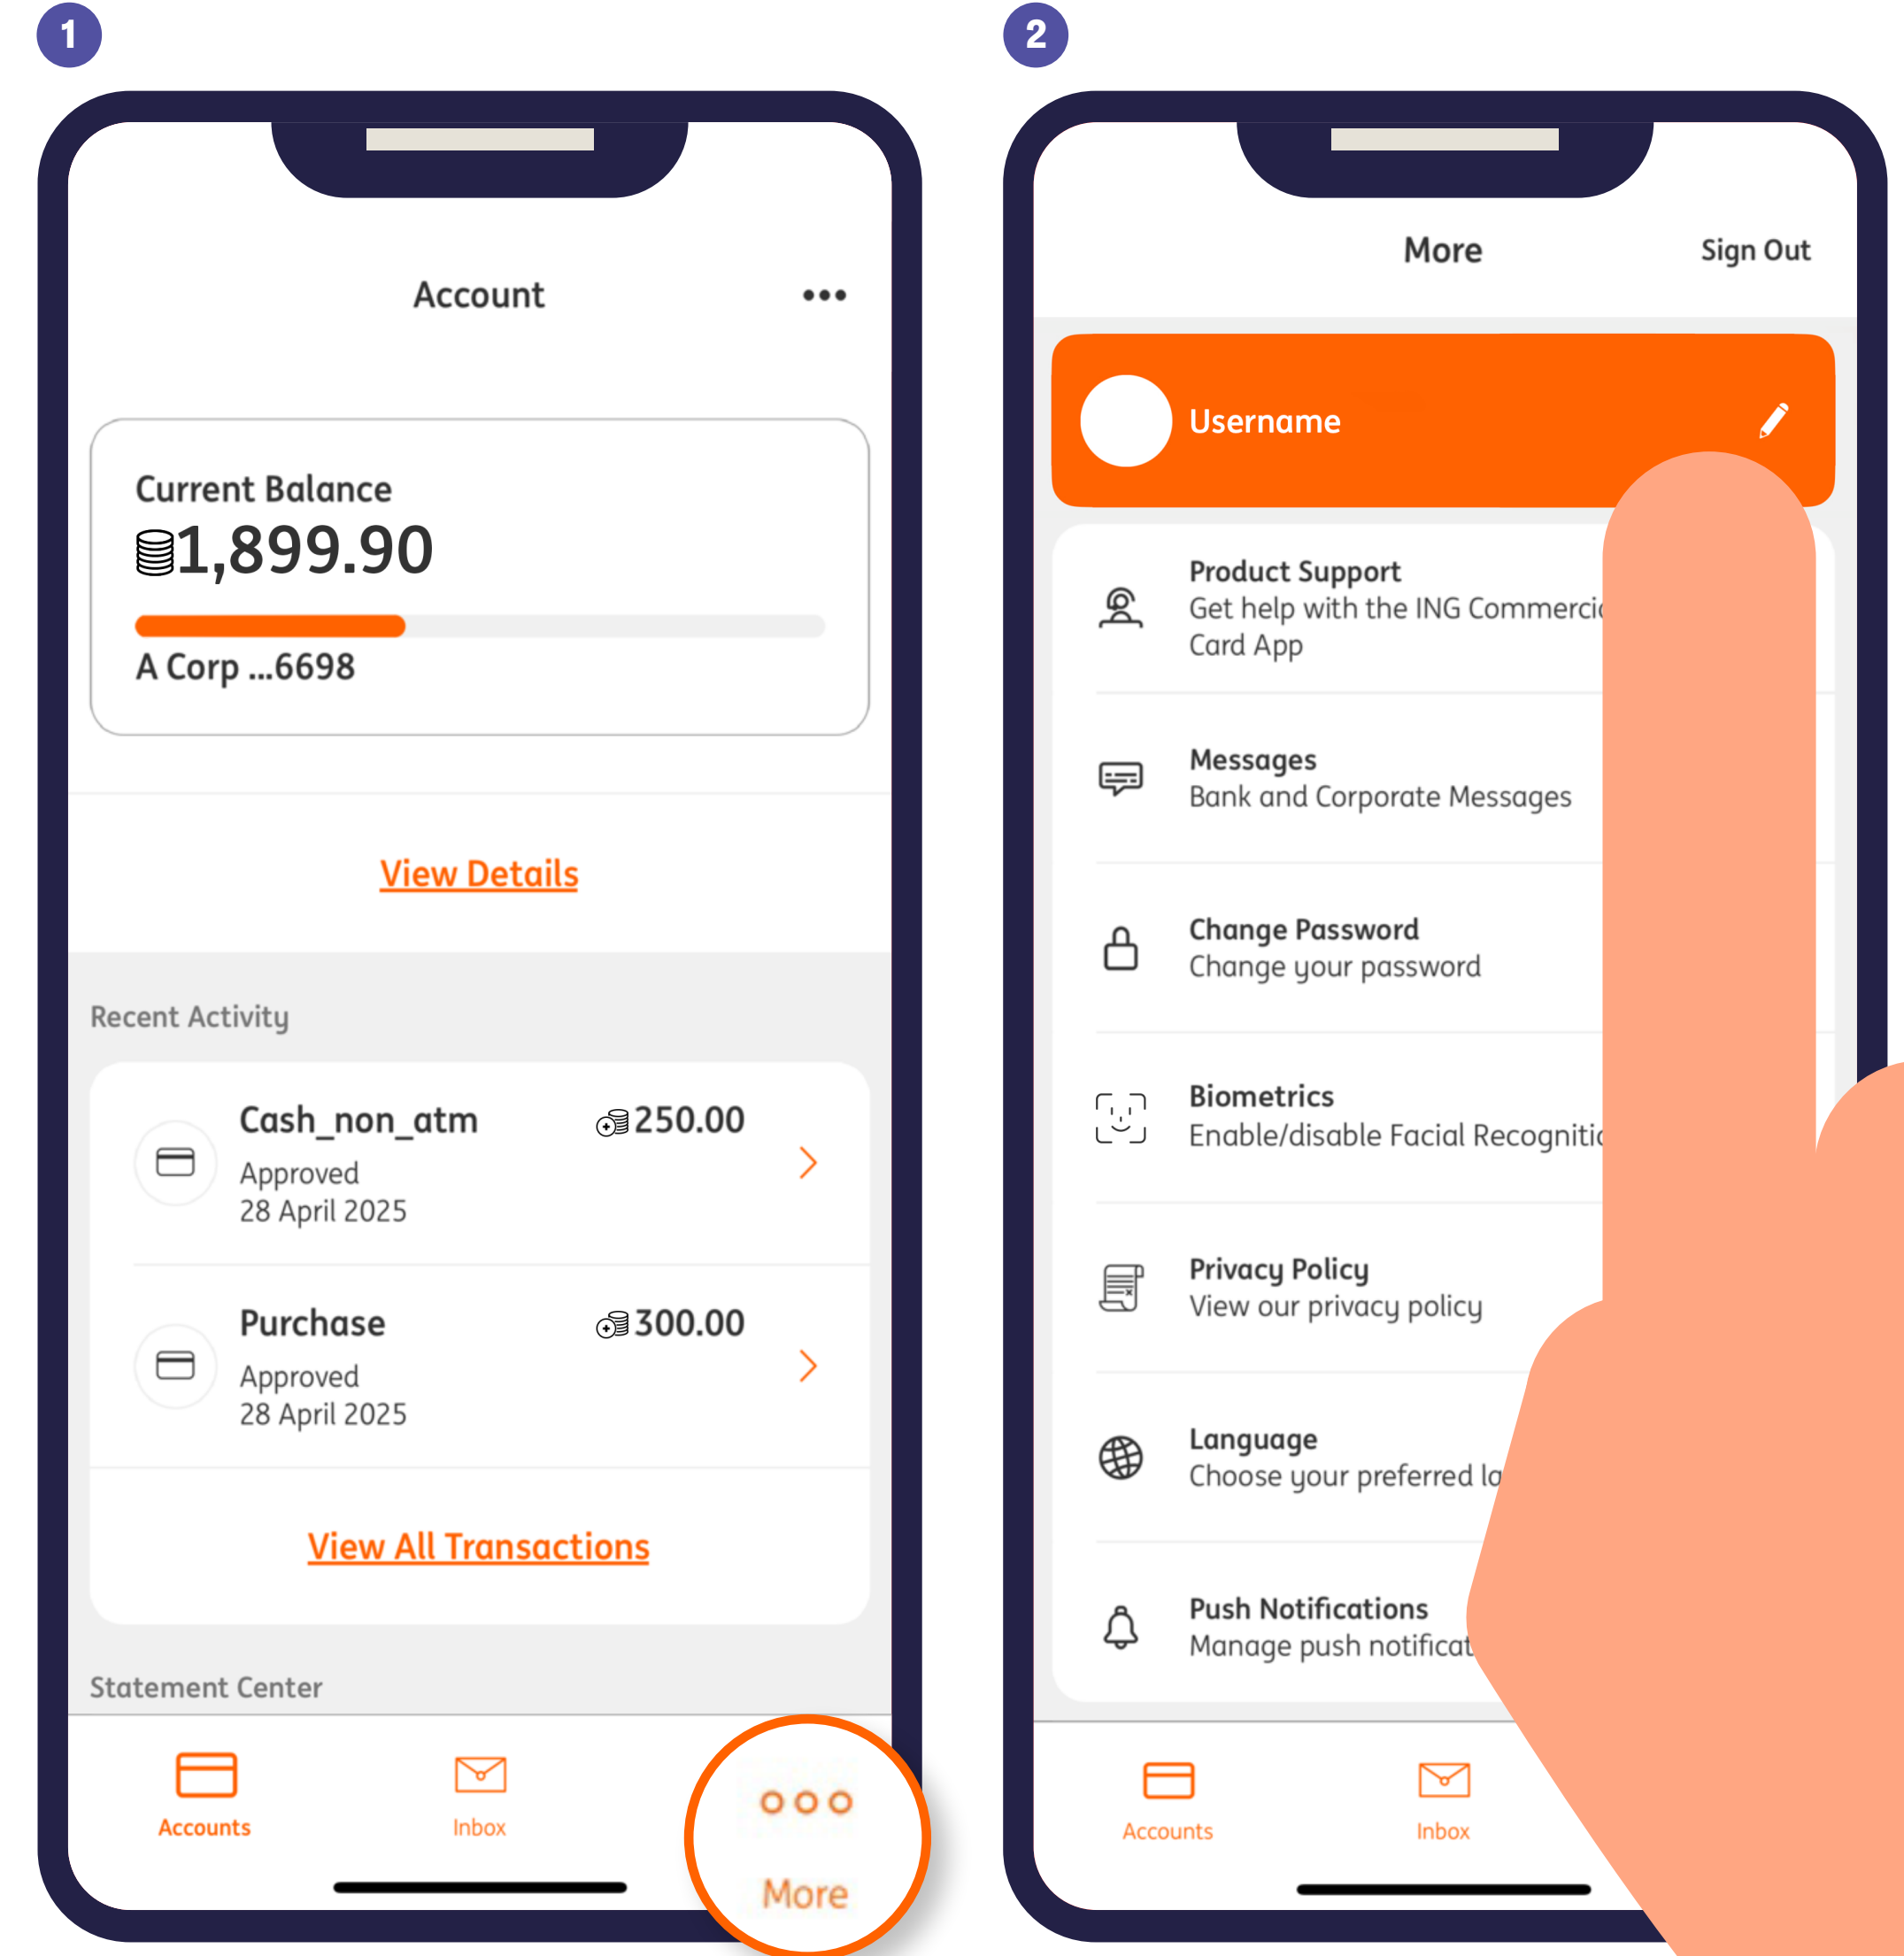 1
Account
Current Balance
1,899.90
A Corp ...6698
View Details
Recent Activity
Cash_non_atm
250.00
Approved
28 April 2025
Purchase
300.00
Approved
28 April 2025
View All Transactions
Statement Center
Accounts
Inbox
More
2
More
Sign Out
Username
Product Support
Get help with the ING
Card App
Messages
Bank and Corporate Messages
Change Password
Change your password
Biometrics
Enable/disable Facial
Privacy Policy
View our privacy policy
Language
Choose your preferred
Push Notifications
Manage push
Accounts
Inbox